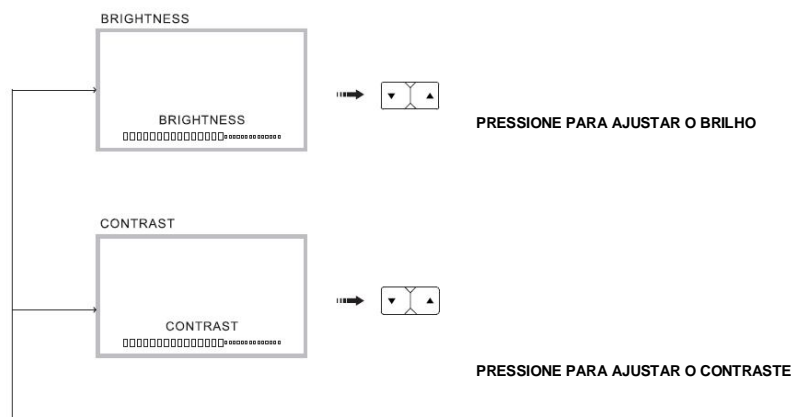 BRIGHTNESS
BRIGHTNESS
PRESSIONE PARA AJUSTAR O BRILHO
CONTRAST
CONTRAST
PRESSIONE PARA AJUSTAR O CONTRASTE